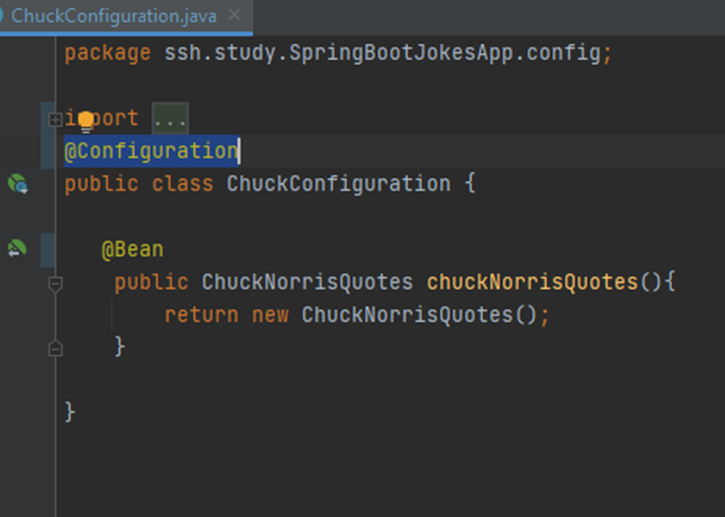 ChuckConfiguration.java
package ssh.study.SpringBootJokesApp.config;
import ...
@Configuration
public class ChuckConfiguration {
@Bean
public ChuckNorrisQuotes chuckNorrisQuotes(){
return new ChuckNorrisQuotes();
}
}